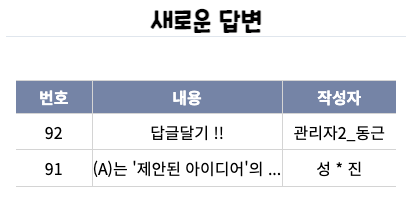 새로운 답변
번호 내용 작성자
92 답글달기 !! 관리자2_동근
91 (A)는 '제안된 아이디어'의 ... 성 * 진